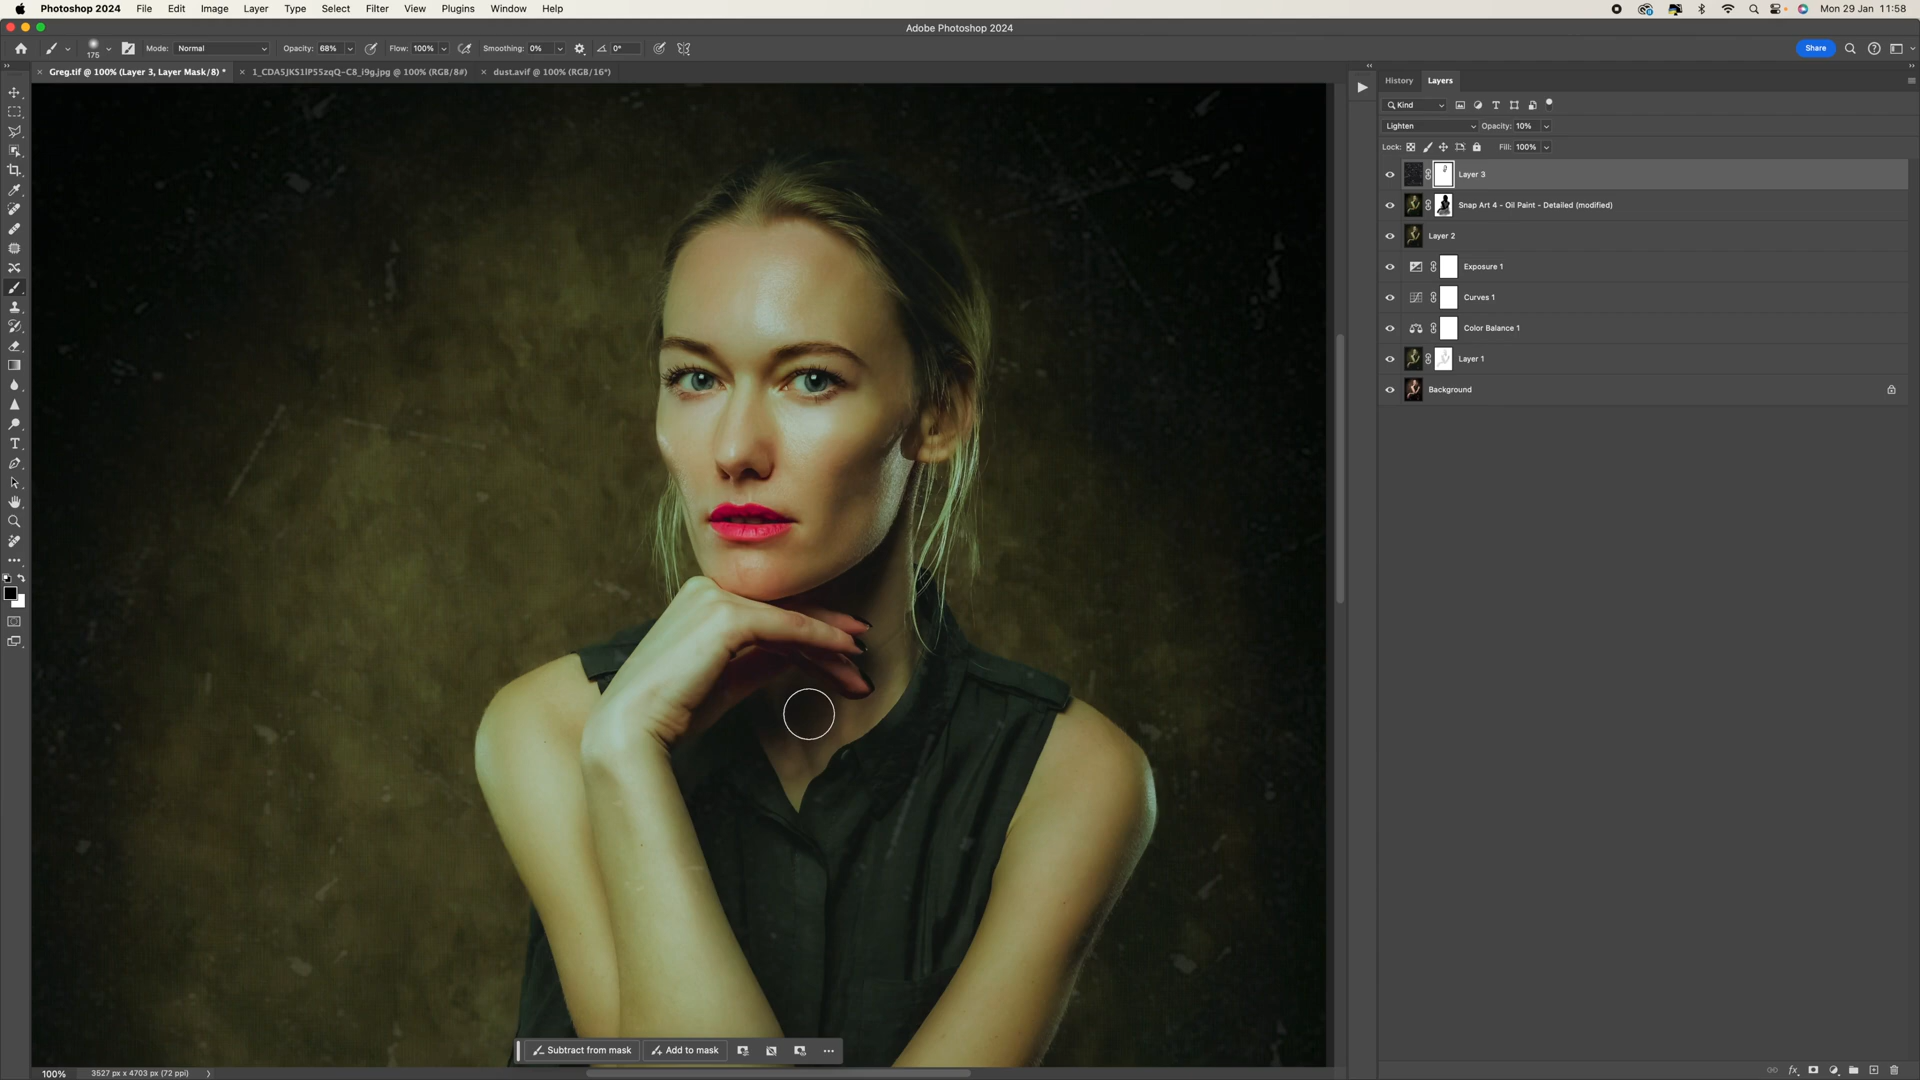 Photoshop 2024 File Edit Image Layer Type Select Filter View Plugins Window Help Mon 29 Jan 11:58
Adobe Photoshop 2024
175 Mode: Normal Opacity: 68% Flow: 100% Smoothing: 0% 0° Share
Greg.tif @ 100% (Layer 3, Layer Mask/8) * 1_CDA5JKS1lP55zqQ-C8_i9g.jpg @ 100% (RGB/8#) dust.avif @ 100% (RGB/16*)
History Layers
Kind
Lighten Opacity: 10%
Lock: Fill: 100%
Layer 3
Snap Art 4 - Oil Paint - Detailed (modified)
Layer 2
Exposure 1
Curves 1
Color Balance 1
Layer 1
Background
Subtract from mask Add to mask
100% 3527 px x 4703 px (72 ppi)